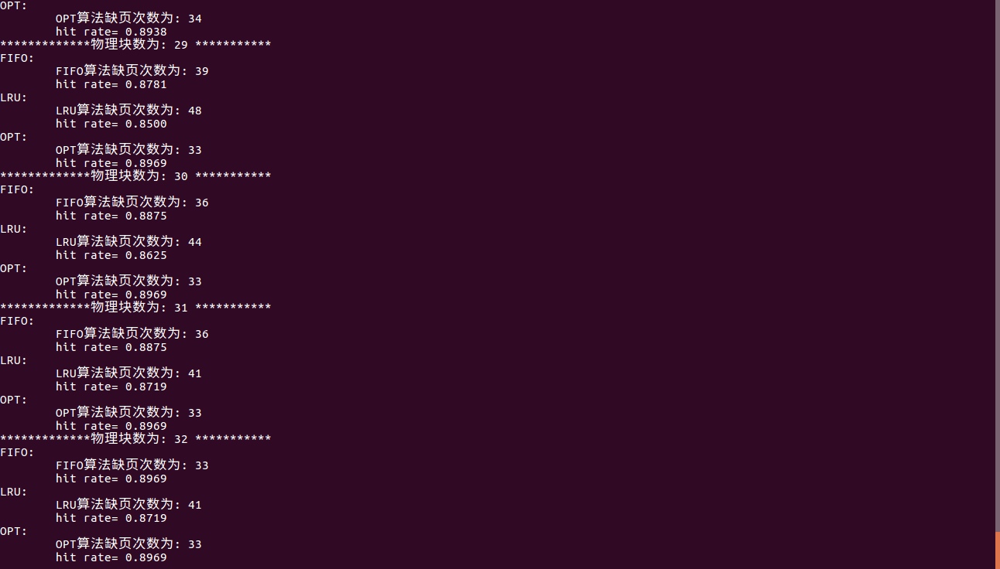 OPT:
OPT算法缺页次数为: 34
hit rate= 0.8938
*************物理块数为: 29 ***********
FIFO:
FIFO算法缺页次数为: 39
hit rate= 0.8781
LRU:
LRU算法缺页次数为: 48
hit rate= 0.8500
OPT:
OPT算法缺页次数为: 33
hit rate= 0.8969
*************物理块数为: 30 ***********
FIFO:
FIFO算法缺页次数为: 36
hit rate= 0.8875
LRU:
LRU算法缺页次数为: 44
hit rate= 0.8625
OPT:
OPT算法缺页次数为: 33
hit rate= 0.8969
*************物理块数为: 31 ***********
FIFO:
FIFO算法缺页次数为: 36
hit rate= 0.8875
LRU:
LRU算法缺页次数为: 41
hit rate= 0.8719
OPT:
OPT算法缺页次数为: 33
hit rate= 0.8969
*************物理块数为: 32 ***********
FIFO:
FIFO算法缺页次数为: 33
hit rate= 0.8969
LRU:
LRU算法缺页次数为: 41
hit rate= 0.8719
OPT:
OPT算法缺页次数为: 33
hit rate= 0.8969